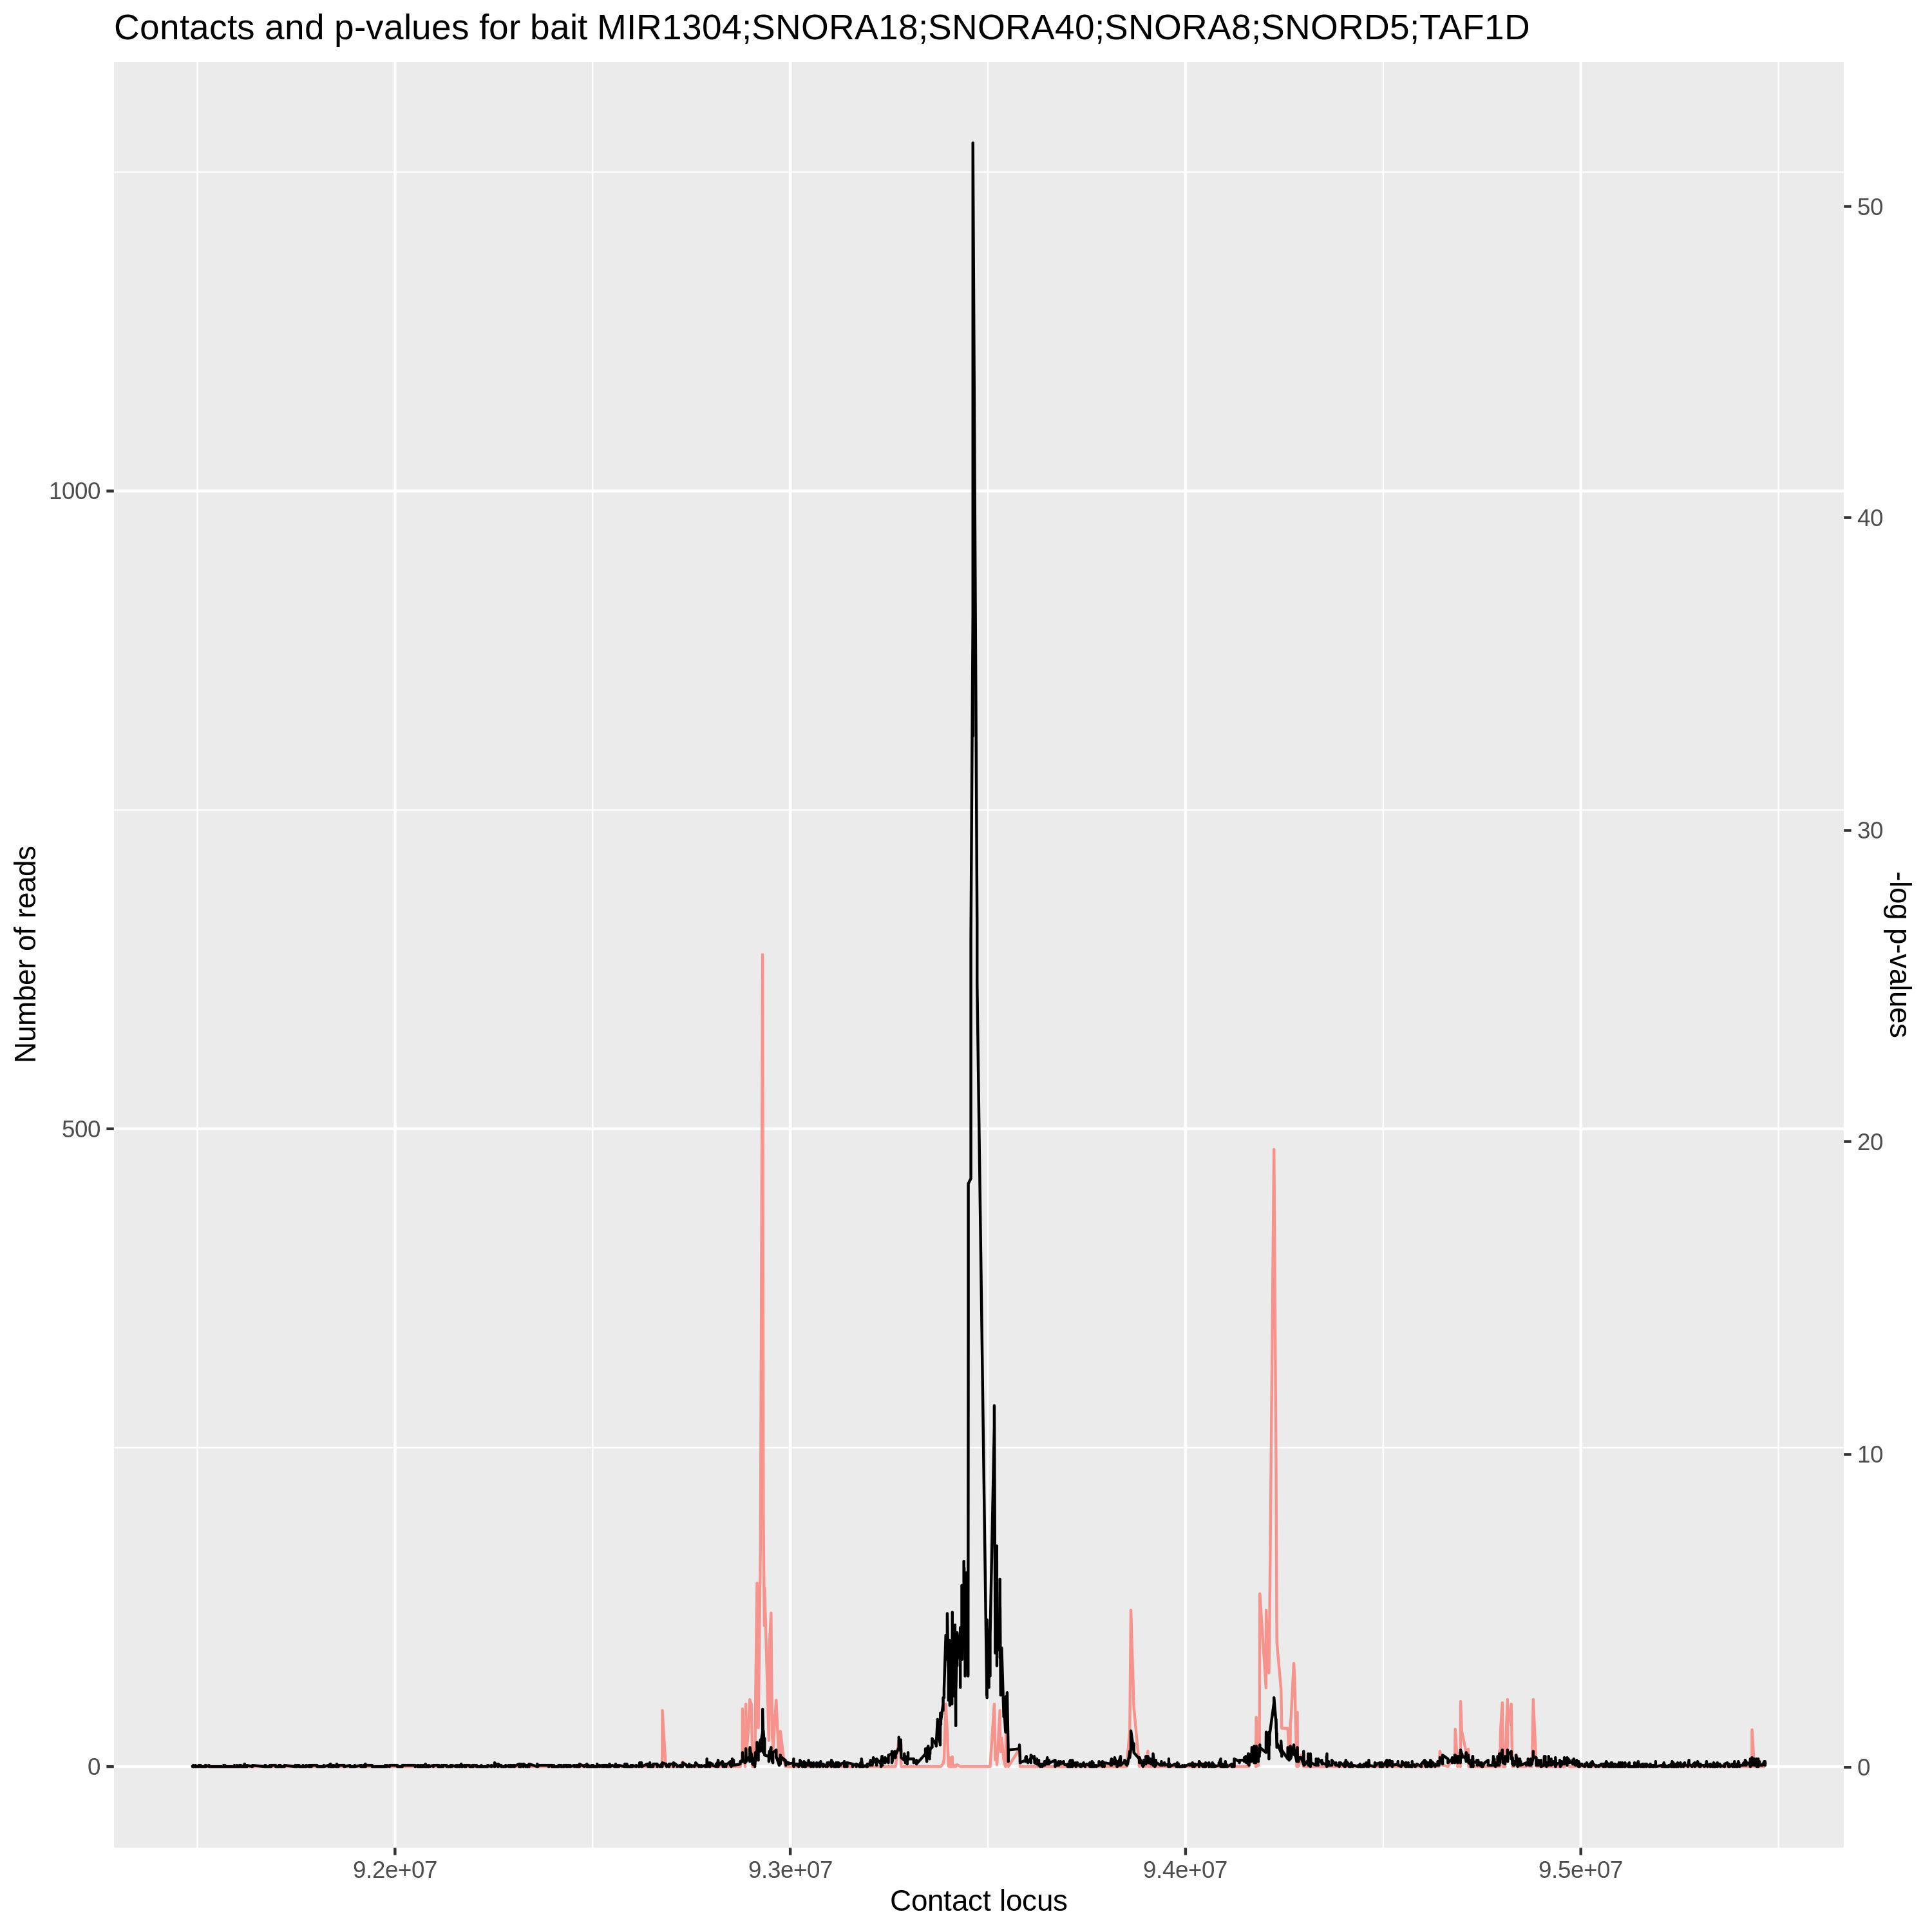 Contacts and p-values for bait MIR1304;SNORA18;SNORA40;SNORA8;SNORD5;TAF1D
Number of reads
1000
500
0
50
40
30
20
10
0
-log p-values
9.2e+07 9.3e+07 9.4e+07 9.5e+07
Contact locus